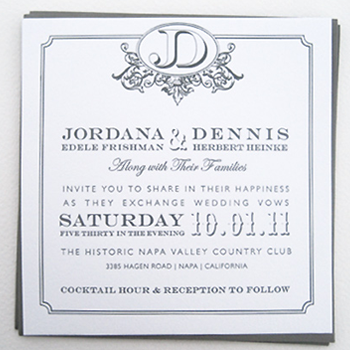 JD
JORDANA & DENNIS
EDELE FRISHMAN HERBERT HEINKE
Along with Their Families
INVITE YOU TO SHARE IN THEIR HAPPINESS
AS THEY EXCHANGE WEDDING VOWS
SATURDAY 10.01.11
FIVE THIRTY IN THE EVENING
THE HISTORIC NAPA VALLEY COUNTRY CLUB
3385 HAGEN ROAD | NAPA | CALIFORNIA
COCKTAIL HOUR & RECEPTION TO FOLLOW